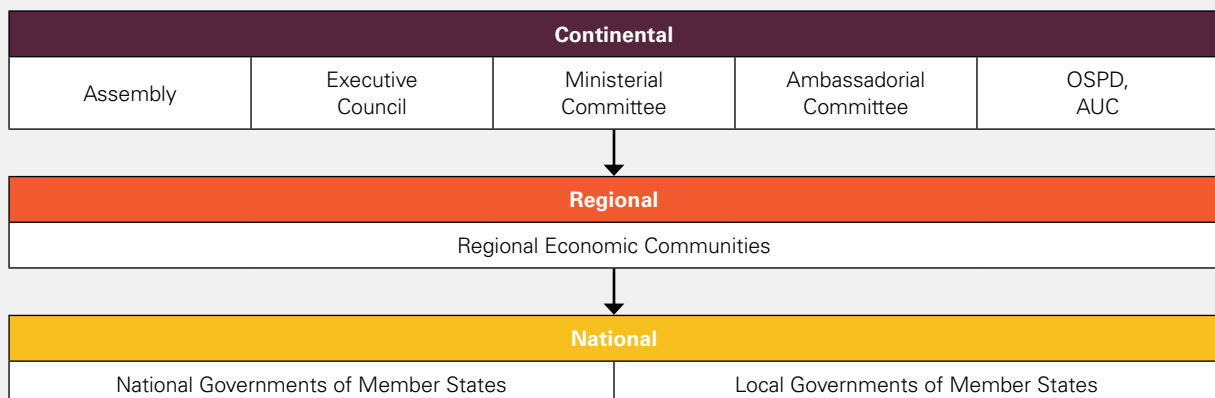 Continental
Assembly
Executive
Council
Ministerial
Committee
Ambassadorial
Committee
OSPD,
AUC
Regional
Regional Economic Communities
National
National Governments of Member States
Local Governments of Member States